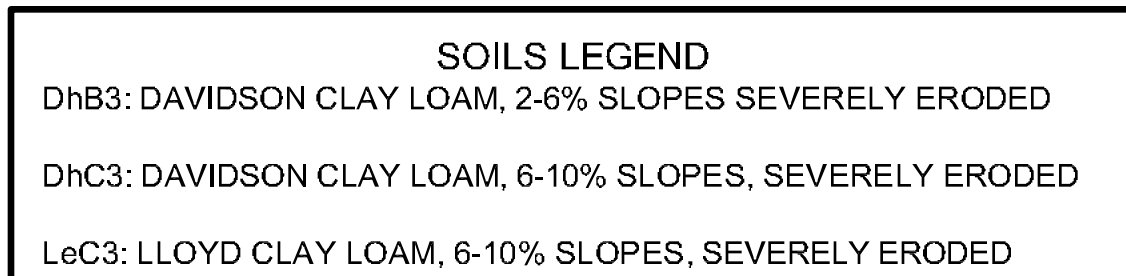 SOILS LEGEND
DhB3: DAVIDSON CLAY LOAM, 2-6% SLOPES SEVERELY ERODED
DhC3: DAVIDSON CLAY LOAM, 6-10% SLOPES, SEVERELY ERODED
LeC3: LLOYD CLAY LOAM, 6-10% SLOPES, SEVERELY ERODED